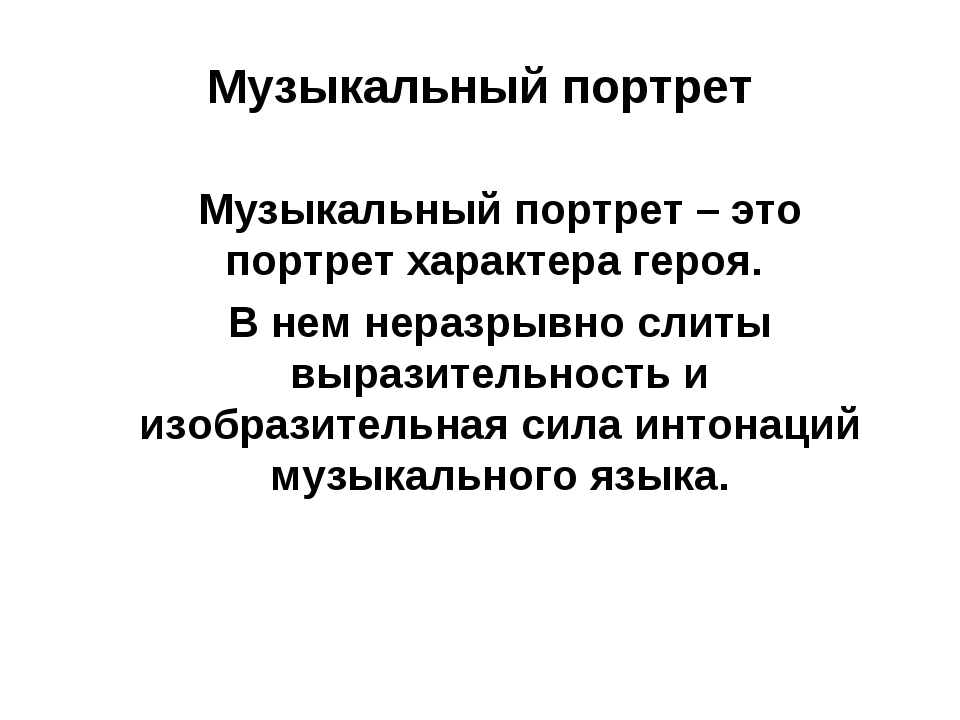 Музыкальный портрет
Музыкальный портрет – это
портрет характера героя.
В нем неразрывно слиты
выразительность и
изобразительная сила интонаций
музыкального языка.